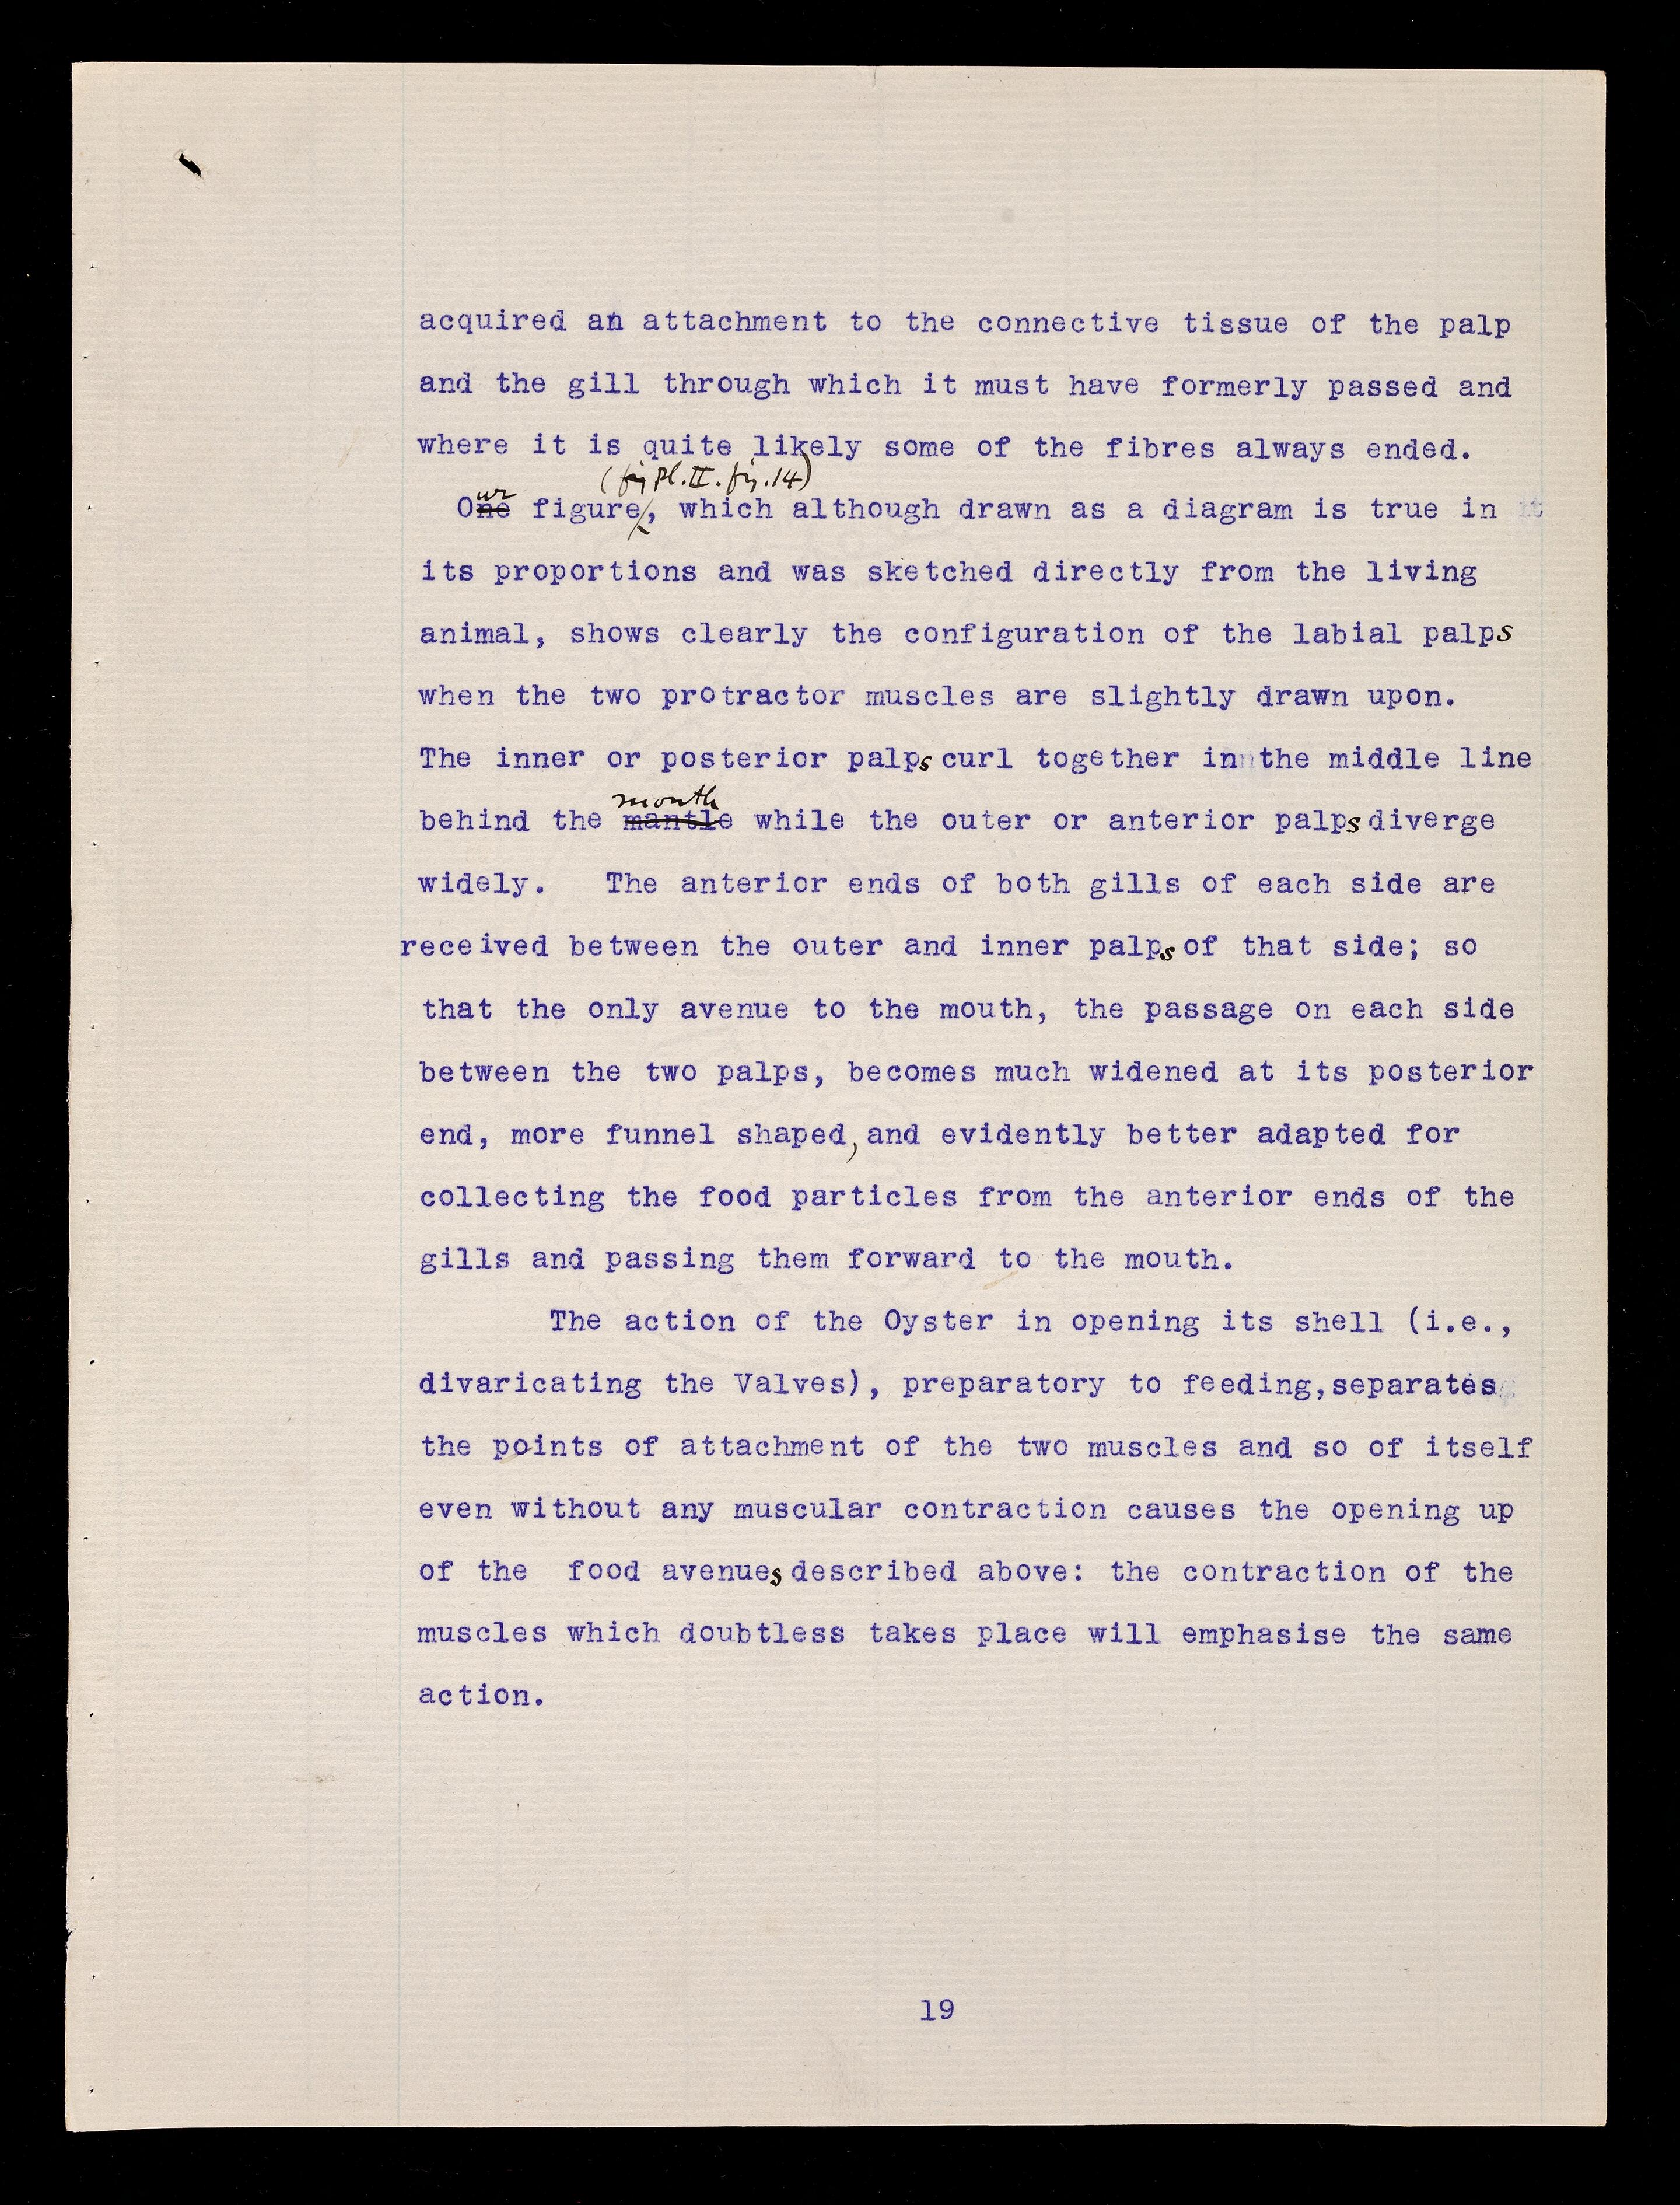 acquired an attachment to the connective tissue of the palp
and the gill through which it must have formerly passed and
where it is quite likely some of the fibres always ended.
(fig Pl. II. fig. 14)
Our figure, which although drawn as a diagram is true in
its proportions and was sketched directly from the living
animal, shows clearly the configuration of the labial palps
when the two protractor muscles are slightly drawn upon.
The inner or posterior palps curl together in the middle line
mouth
behind the mantle while the outer or anterior palps diverge
widely. The anterior ends of both gills of each side are
received between the outer and inner palps of that side; so
that the only avenue to the mouth, the passage on each side
between the two palps, becomes much widened at its posterior
end, more funnel shaped, and evidently better adapted for
collecting the food particles from the anterior ends of the
gills and passing them forward to the mouth.
The action of the Oyster in opening its shell (i.e.,
divaricating the Valves), preparatory to feeding, separates
the points of attachment of the two muscles and so of itself
even without any muscular contraction causes the opening up
of the food avenues described above: the contraction of the
muscles which doubtless takes place will emphasise the same
action.
19